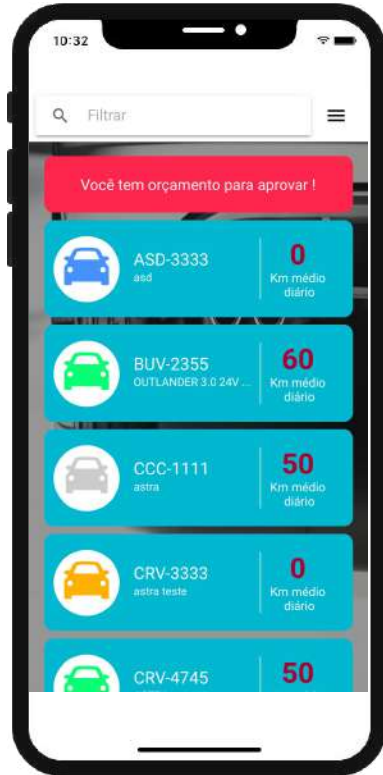 10:32
Filtrar
Você tem orçamento para aprovar !
ASD-3333
asd
0
Km médio
diário
BUV-2355
OUTLANDER 3.0 24V ...
60
Km médio
diário
CCC-1111
astra
50
Km médio
diário
CRV-3333
astra teste
0
Km médio
diário
CRV-4745
50